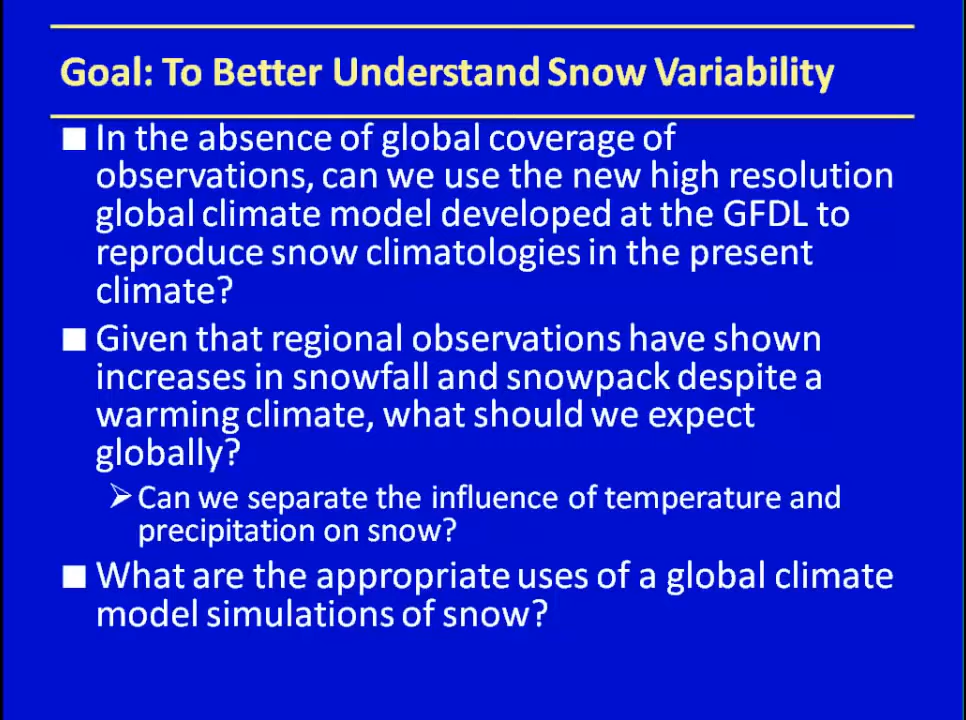 Goal: To Better Understand Snow Variability
■ In the absence of global coverage of
observations, can we use the new high resolution
global climate model developed at the GFDL to
reproduce snow climatologies in the present
climate?
■ Given that regional observations have shown
increases in snowfall and snowpack despite a
warming climate, what should we expect
globally?
➢ Can we separate the influence of temperature and
precipitation on snow?
■ What are the appropriate uses of a global climate
model simulations of snow?